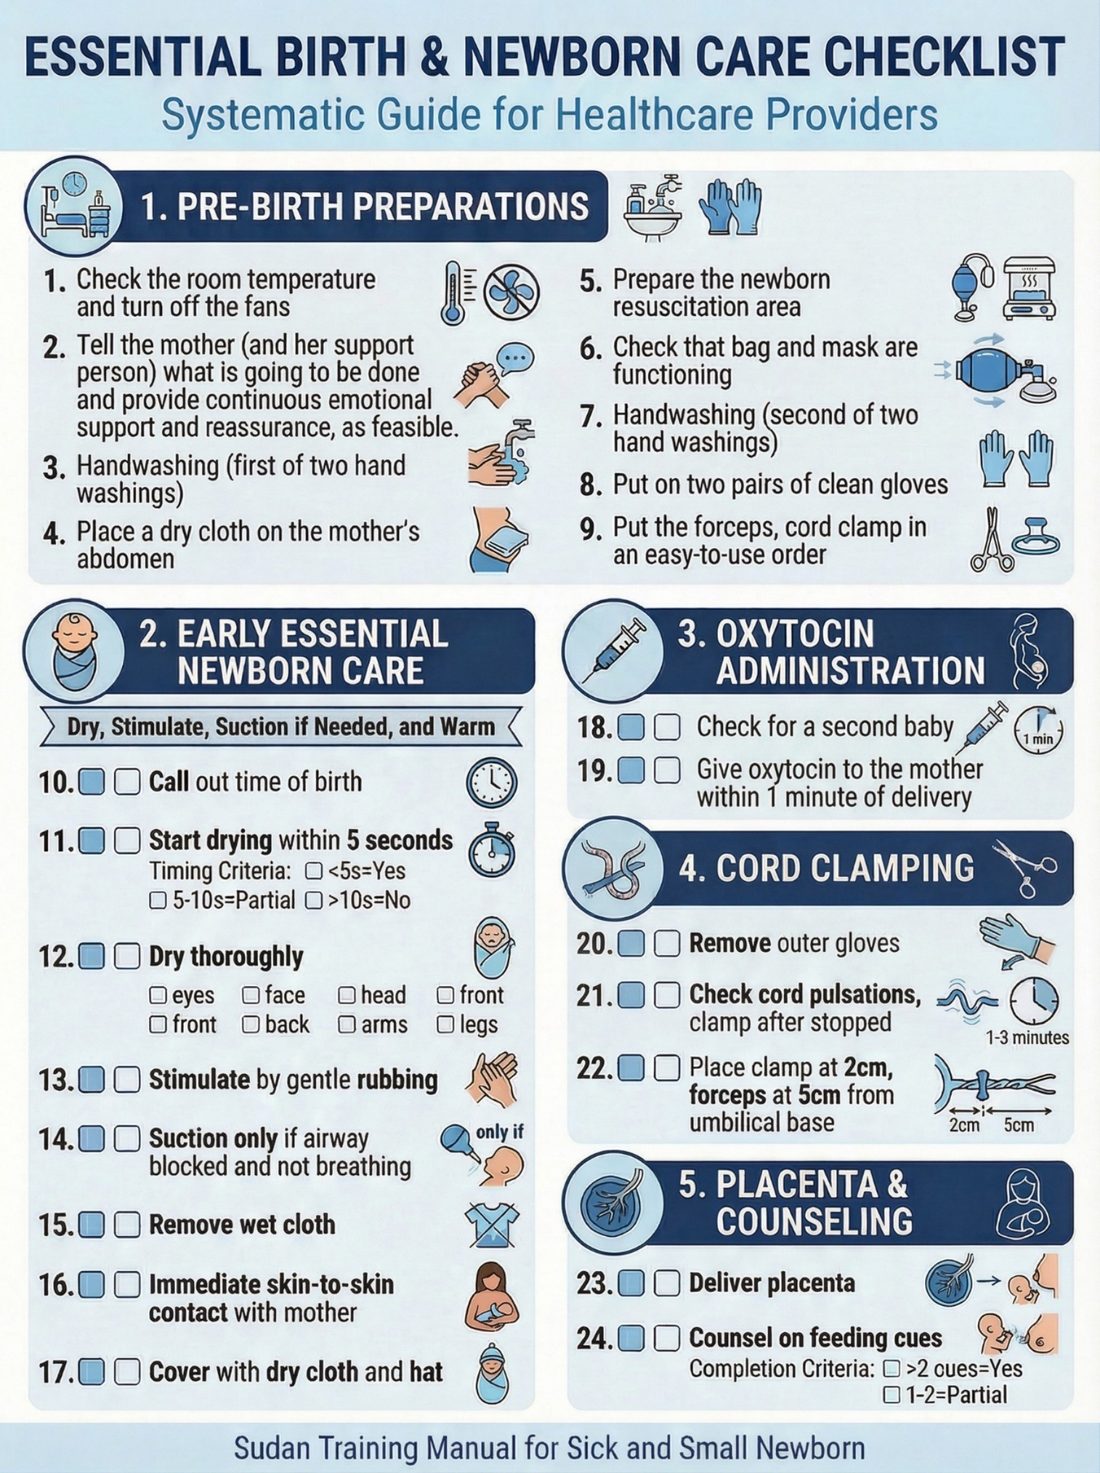 ESSENTIAL BIRTH & NEWBORN CARE CHECKLIST
Systematic Guide for Healthcare Providers
1. PRE-BIRTH PREPARATIONS
1. Check the room temperature
and turn off the fans
2. Tell the mother (and her support
person) what is going to be done
and provide continuous emotional
support and reassurance, as feasible.
3. Handwashing (first of two hand
washings)
4. Place a dry cloth on the mother's
abdomen
5. Prepare the newborn
resuscitation area
6. Check that bag and mask are
functioning
7. Handwashing (second of two
hand washings)
8. Put on two pairs of clean gloves
9. Put the forceps, cord clamp in
an easy-to-use order
2. EARLY ESSENTIAL
NEWBORN CARE
Dry, Stimulate, Suction if Needed, and Warm
10. Call out time of birth
11. Start drying within 5 seconds
Timing Criteria: <5s=Yes
5-10s=Partial >10s=No
12. Dry thoroughly
eyes face head front
front back arms legs
13. Stimulate by gentle rubbing
14. Suction only if airway
blocked and not breathing
only if
15. Remove wet cloth
16. Immediate skin-to-skin
contact with mother
17. Cover with dry cloth and hat
3. OXYTOCIN
ADMINISTRATION
18. Check for a second baby
1 min
19. Give oxytocin to the mother
within 1 minute of delivery
4. CORD CLAMPING
20. Remove outer gloves
21. Check cord pulsations,
clamp after stopped
1-3 minutes
22. Place clamp at 2cm,
forceps at 5cm from
umbilical base
2cm 5cm
5. PLACENTA &
COUNSELING
23. Deliver placenta
24. Counsel on feeding cues
Completion Criteria: >2 cues=Yes
1-2=Partial
Sudan Training Manual for Sick and Small Newborn